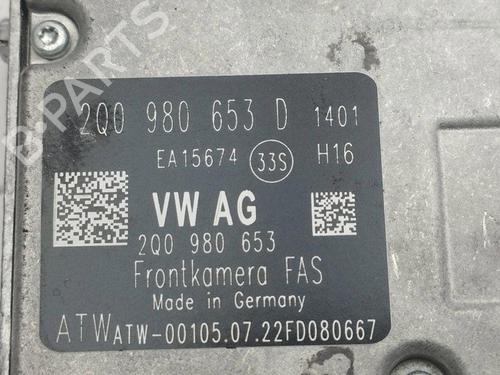 B-PARTS
2Q0 980 653 D 1401
EA15674 33S H16
VW AG
2Q0 980 653
Frontkamera FAS
Made in Germany
ATW ATW-00105.07.22FD080667